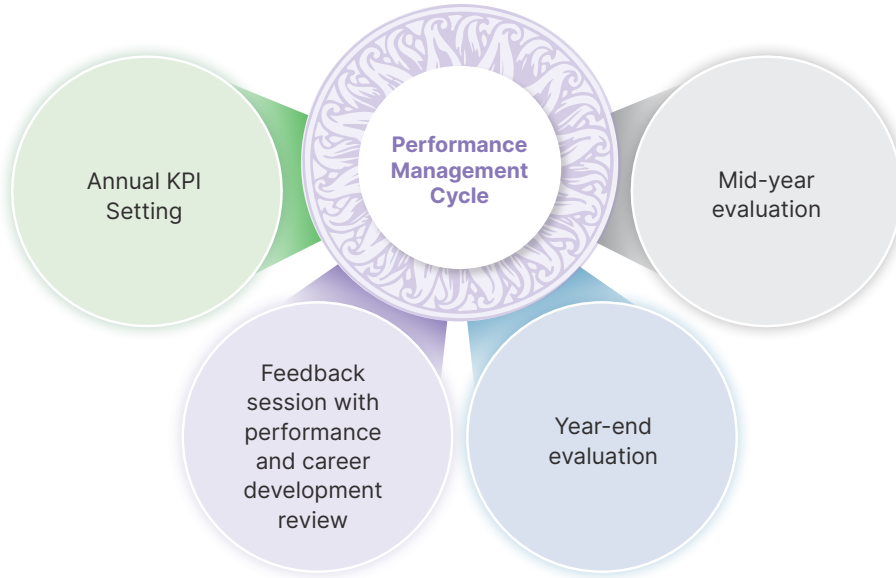 Performance
Management
Cycle
Annual KPI
Setting
Mid-year
evaluation
Feedback
session with
performance
and career
development
review
Year-end
evaluation